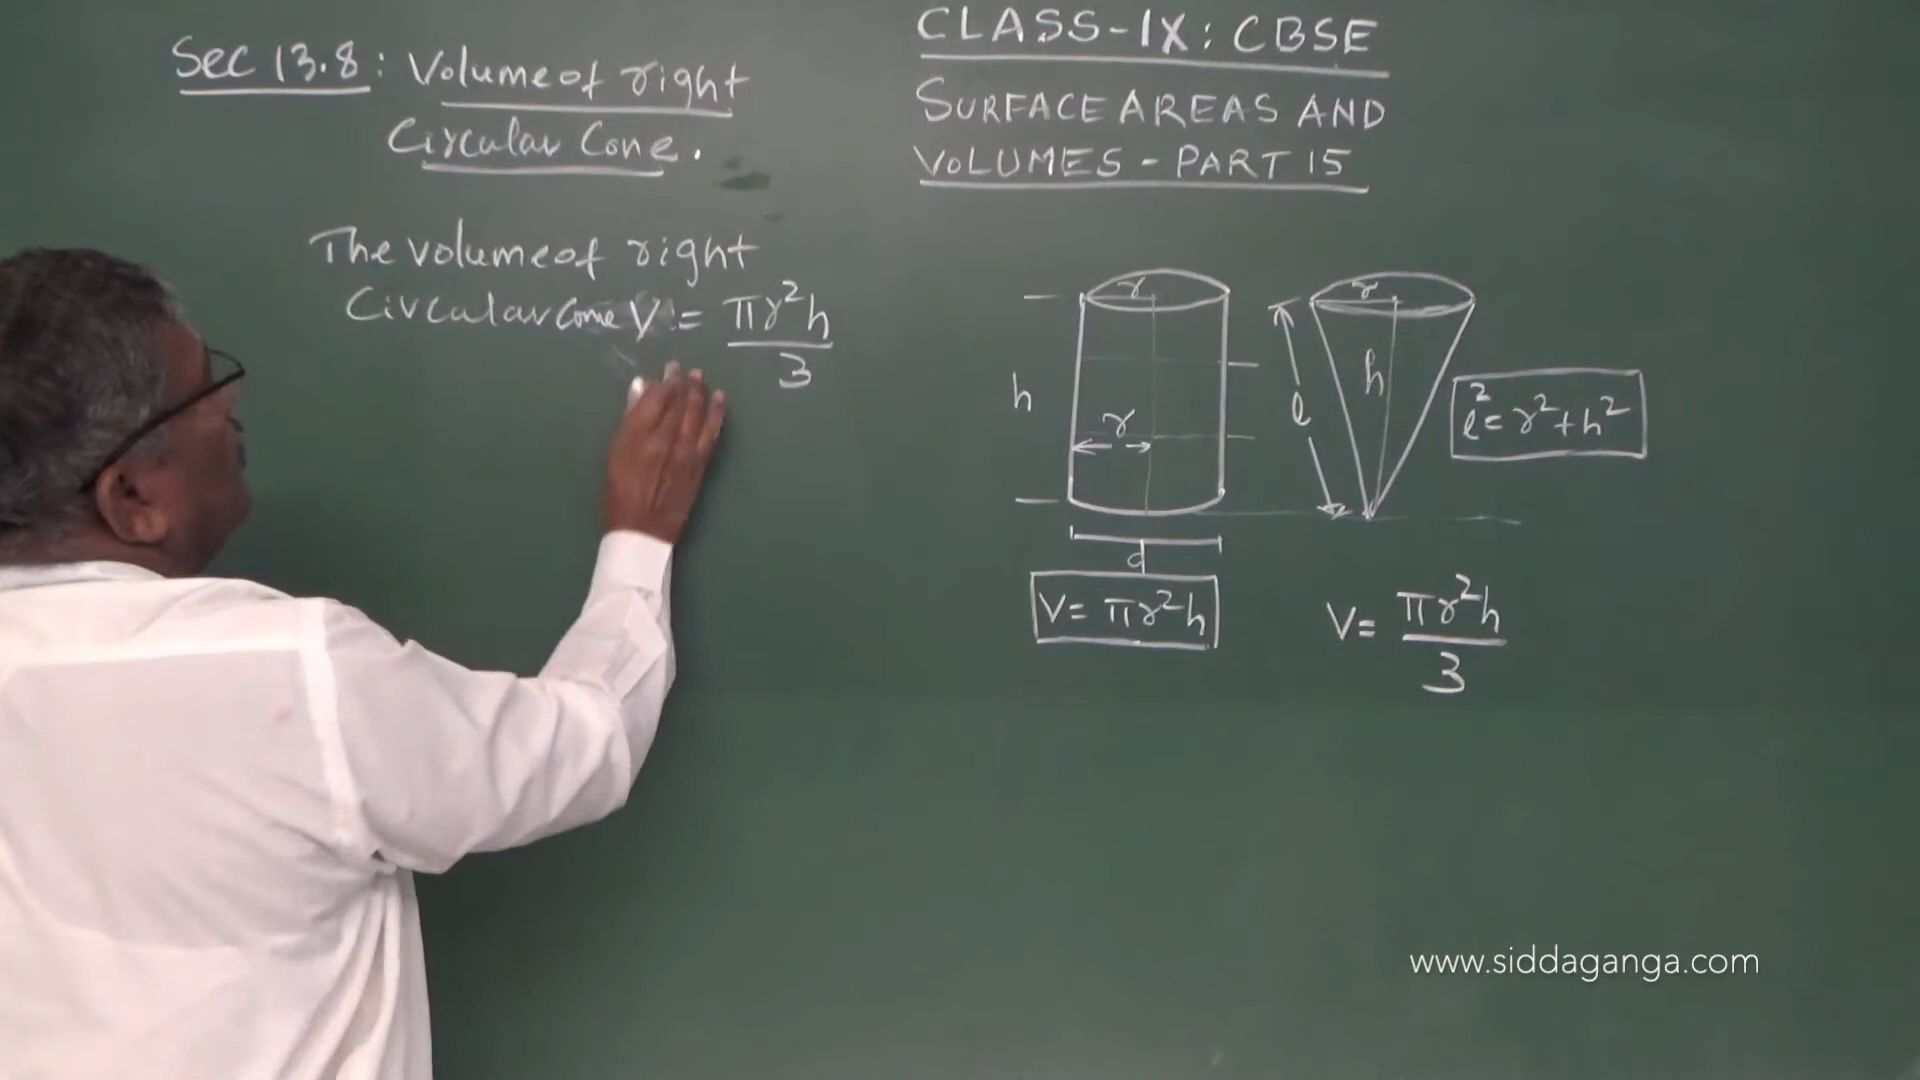 Sec 13.8: Volume of right
Circular Cone.
The volume of right
Circular Cone V = πr²h
3
CLASS-IX: CBSE
SURFACE AREAS AND
VOLUMES - PART 15
r
h
r
d
V = πr²h
r
l
h
l² = r² + h²
V = πr²h
3
www.siddaganga.com